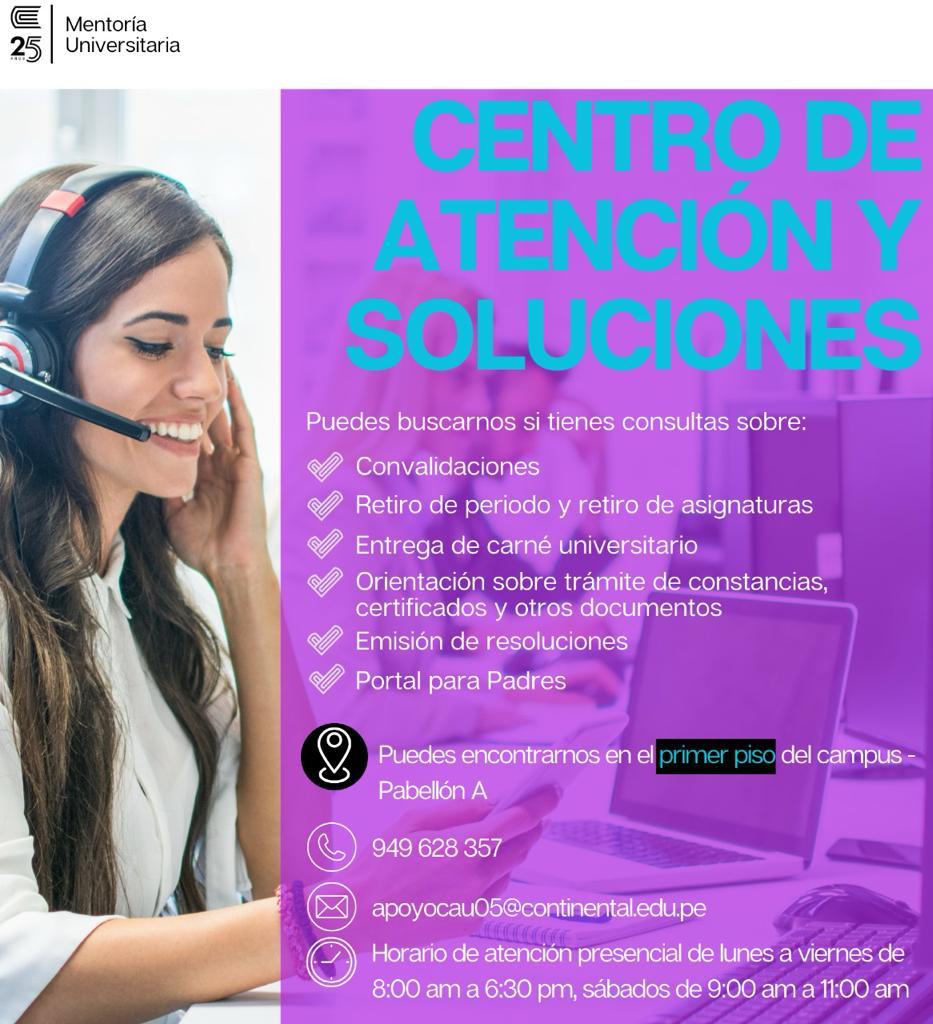 Mentoría
Universitaria
25
AÑOS
CENTRO DE
ATENCIÓN Y
SOLUCIONES
Puedes buscarnos si tienes consultas sobre:
Convalidaciones
Retiro de periodo y retiro de asignaturas
Entrega de carné universitario
Orientación sobre trámite de constancias,
certificados y otros documentos
Emisión de resoluciones
Portal para Padres
Puedes encontrarnos en el primer piso del campus -
Pabellón A
949 628 357
apoyocau05@continental.edu.pe
Horario de atención presencial de lunes a viernes de
8:00 am a 6:30 pm, sábados de 9:00 am a 11:00 am